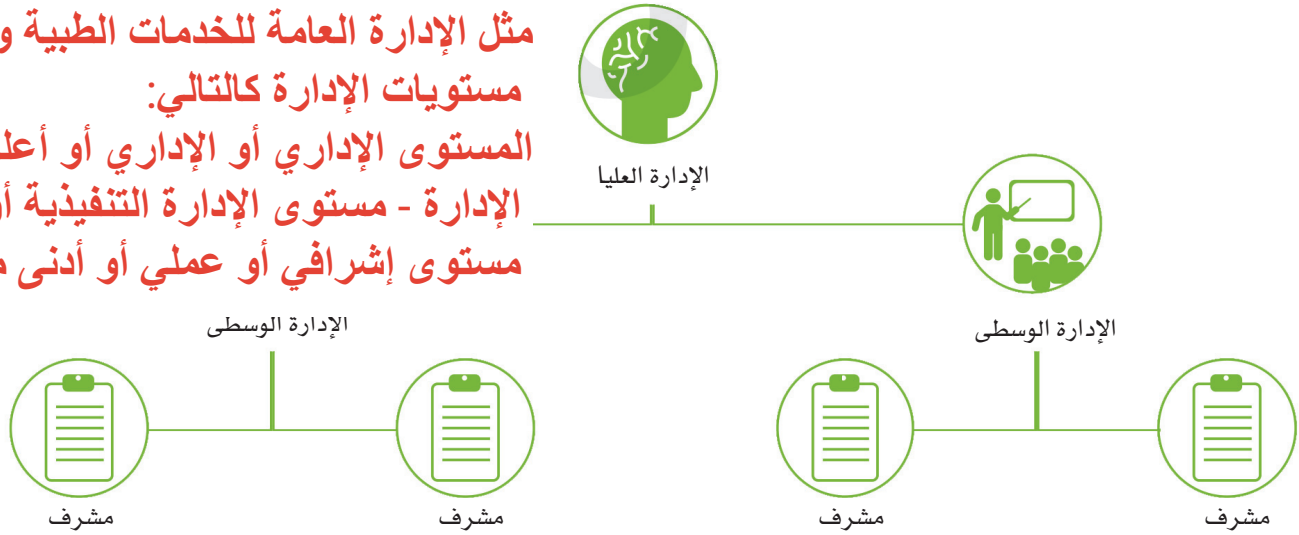 مثل الإدارة العامة للخدمات الطبية و
مستويات الإدارة كالتالي:
المستوى الإداري أو الإداري أو
الإدارة - مستوى الإدارة التنفيذية
مستوى إشرافي أو عملي أو أدنى
الإدارة العليا
الإدارة الوسطى
الإدارة الوسطى
مشرف
مشرف
مشرف
مشرف